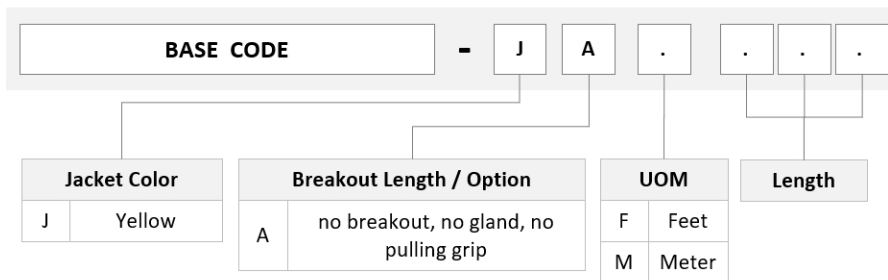 BASE CODE - J A . . . .
Jacket Color
J Yellow
Breakout Length / Option
A no breakout, no gland, no
pulling grip
UOM
F Feet
M Meter
Length